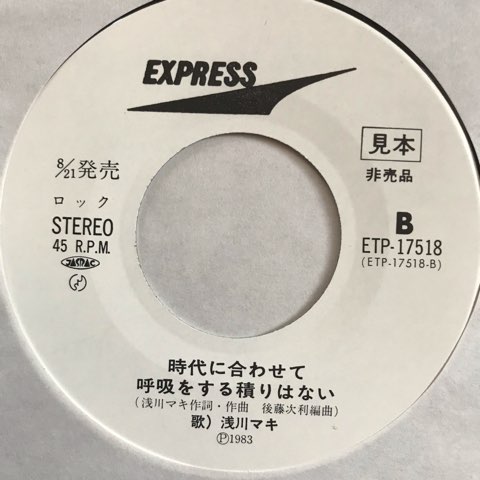 EXPRESS
見本
非売品
8/21発売
ロック
STEREO
45 R.P.M.
JASRAC
B
ETP-17518
(ETP-17518-B)
時代に合わせて
呼吸をする積りはない
(浅川マキ作詞・作曲 後藤次利編曲)
歌)浅川マキ
Ⓟ1983